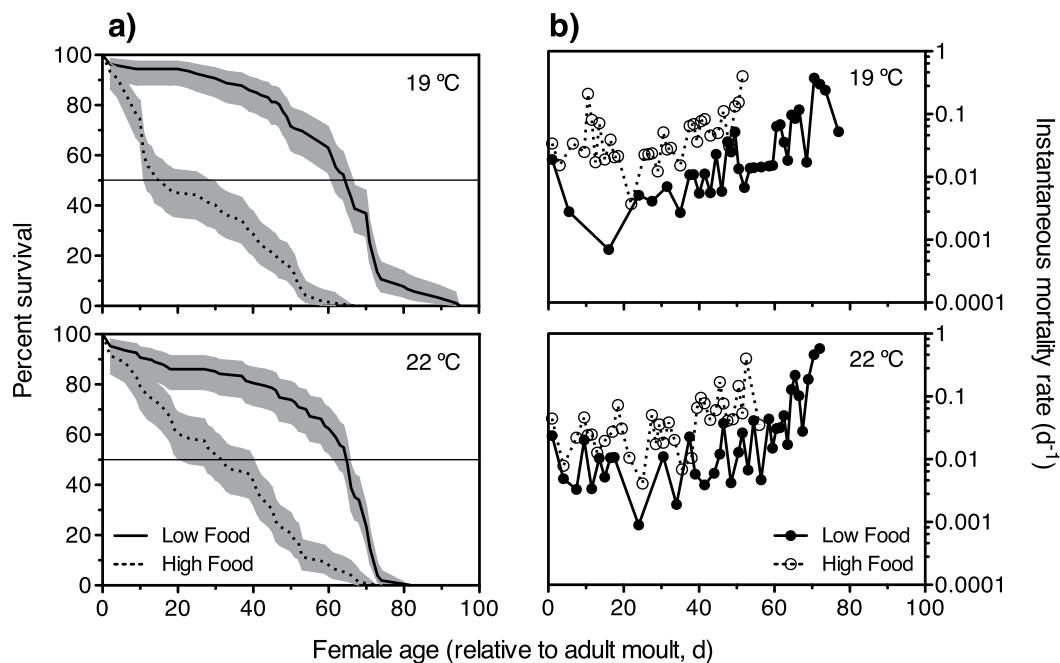 a)
b)
100
80
60
40
20
0
19 ºC
19 ºC
1
0.1
0.01
0.001
0.0001
Percent survival
Instantaneous mortality rate (d-1)
100
80
60
40
20
0
22 ºC
Low Food
High Food
22 ºC
Low Food
High Food
1
0.1
0.01
0.001
0.0001
0 20 40 60 80 100
0 20 40 60 80 100
Female age (relative to adult moult, d)